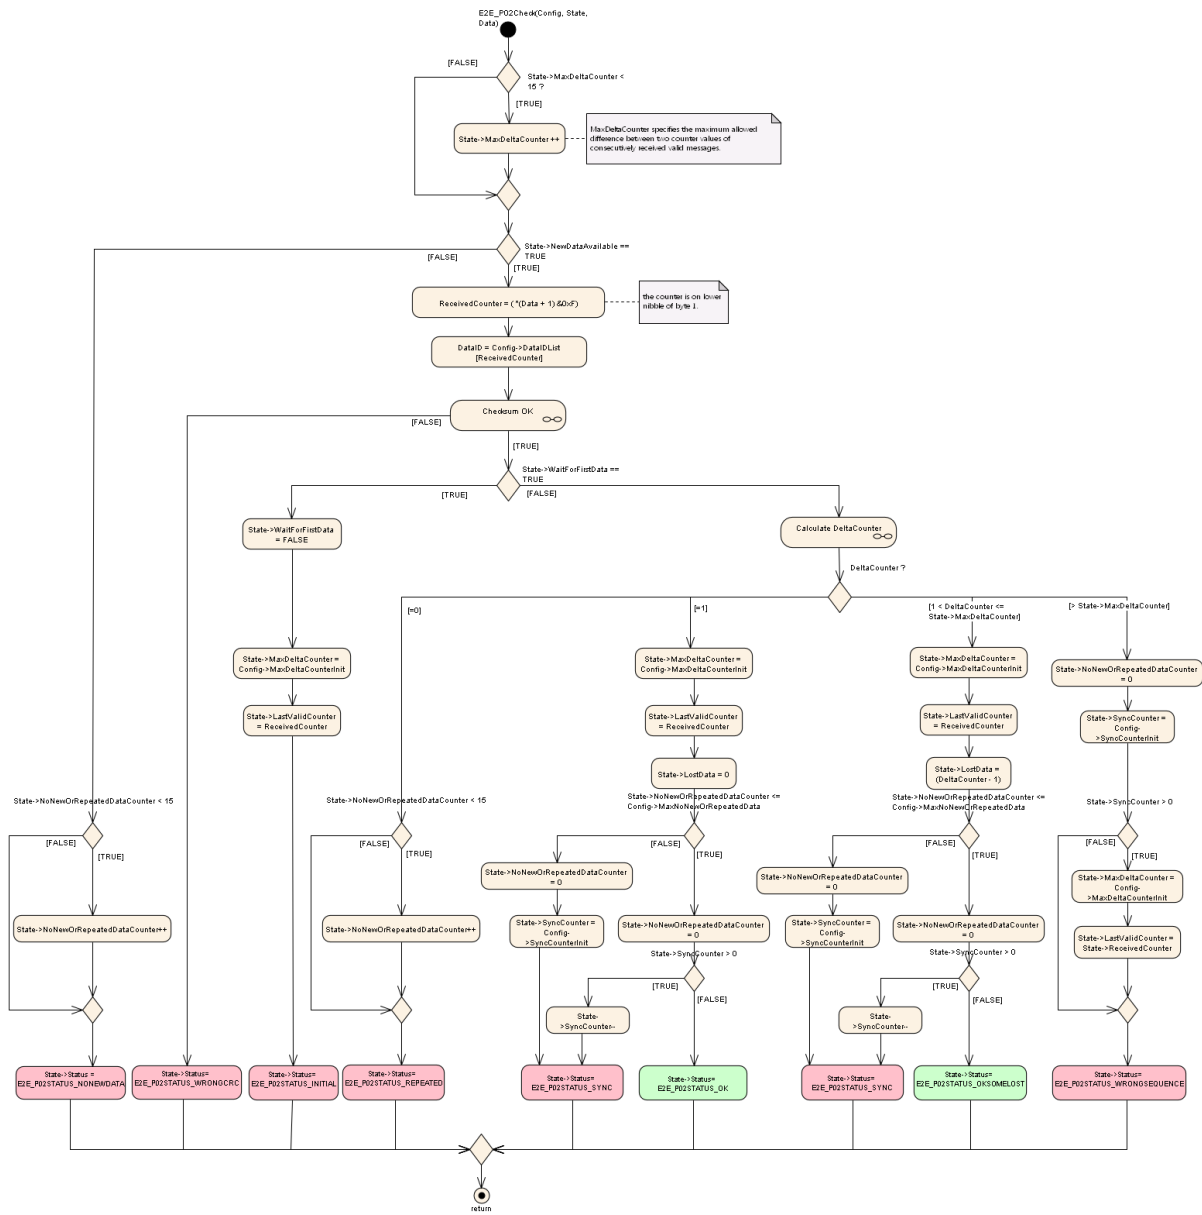 E2E_P02Check(Config, State,
Data)
[FALSE]
State->MaxDeltaCounter <
15 ?
[TRUE]
State->MaxDeltaCounter ++
MaxDeltaCounter specifies the maximum allowed
difference between two counter values of
consecutively received valid messages.
State->NewDataAvailable ==
TRUE
[FALSE]
[TRUE]
ReceivedCounter = ( *(Data + 1) &0xF)
the counter is on lower
nibble of byte 1.
DataID = Config->DataIDList
[ReceivedCounter]
Checksum OK
[FALSE]
[TRUE]
State->WaitForFirstData ==
TRUE
[TRUE]
[FALSE]
State->WaitForFirstData
= FALSE
Calculate DeltaCounter
DeltaCounter ?
[=0]
[=1]
[1 < DeltaCounter <=
State->MaxDeltaCounter]
[> State->MaxDeltaCounter]
State->MaxDeltaCounter =
Config->MaxDeltaCounterInit
State->MaxDeltaCounter =
Config->MaxDeltaCounterInit
State->MaxDeltaCounter =
Config->MaxDeltaCounterInit
State->NoNewOrRepeatedDataCounter
= 0
State->LastValidCounter
= ReceivedCounter
State->LastValidCounter
= ReceivedCounter
State->LastValidCounter
= ReceivedCounter
State->SyncCounter =
Config-
>SyncCounterInit
State->LostData = 0
State->LostData =
(DeltaCounter - 1)
State->NoNewOrRepeatedDataCounter < 15
State->NoNewOrRepeatedDataCounter < 15
State->NoNewOrRepeatedDataCounter <=
Config->MaxNoNewOrRepeatedData
State->NoNewOrRepeatedDataCounter <=
Config->MaxNoNewOrRepeatedData
State->SyncCounter > 0
[FALSE]
[TRUE]
[FALSE]
[TRUE]
[FALSE]
[TRUE]
[FALSE]
[TRUE]
[FALSE]
[TRUE]
State->NoNewOrRepeatedDataCounter
= 0
State->NoNewOrRepeatedDataCounter
= 0
State->MaxDeltaCounter =
Config-
>MaxDeltaCounterInit
State->NoNewOrRepeatedDataCounter++
State->NoNewOrRepeatedDataCounter++
State->SyncCounter =
Config-
>SyncCounterInit
State->NoNewOrRepeatedDataCounter
= 0
State->SyncCounter =
Config-
>SyncCounterInit
State->NoNewOrRepeatedDataCounter
= 0
State->LastValidCounter =
State->ReceivedCounter
State->SyncCounter > 0
State->SyncCounter > 0
[TRUE]
[FALSE]
[TRUE]
[FALSE]
State-
>SyncCounter--
State-
>SyncCounter--
State->Status =
E2E_P02STATUS_NONEWDATA
State->Status=
E2E_P02STATUS_WRONGCRC
State->Status=
E2E_P02STATUS_INITIAL
State->Status=
E2E_P02STATUS_REPEATED
State->Status=
E2E_P02STATUS_SYNC
State->Status=
E2E_P02STATUS_OK
State->Status=
E2E_P02STATUS_SYNC
State->Status=
E2E_P02STATUS_OKSOMELOST
State->Status=
E2E_P02STATUS_WRONGSEQUENCE
return